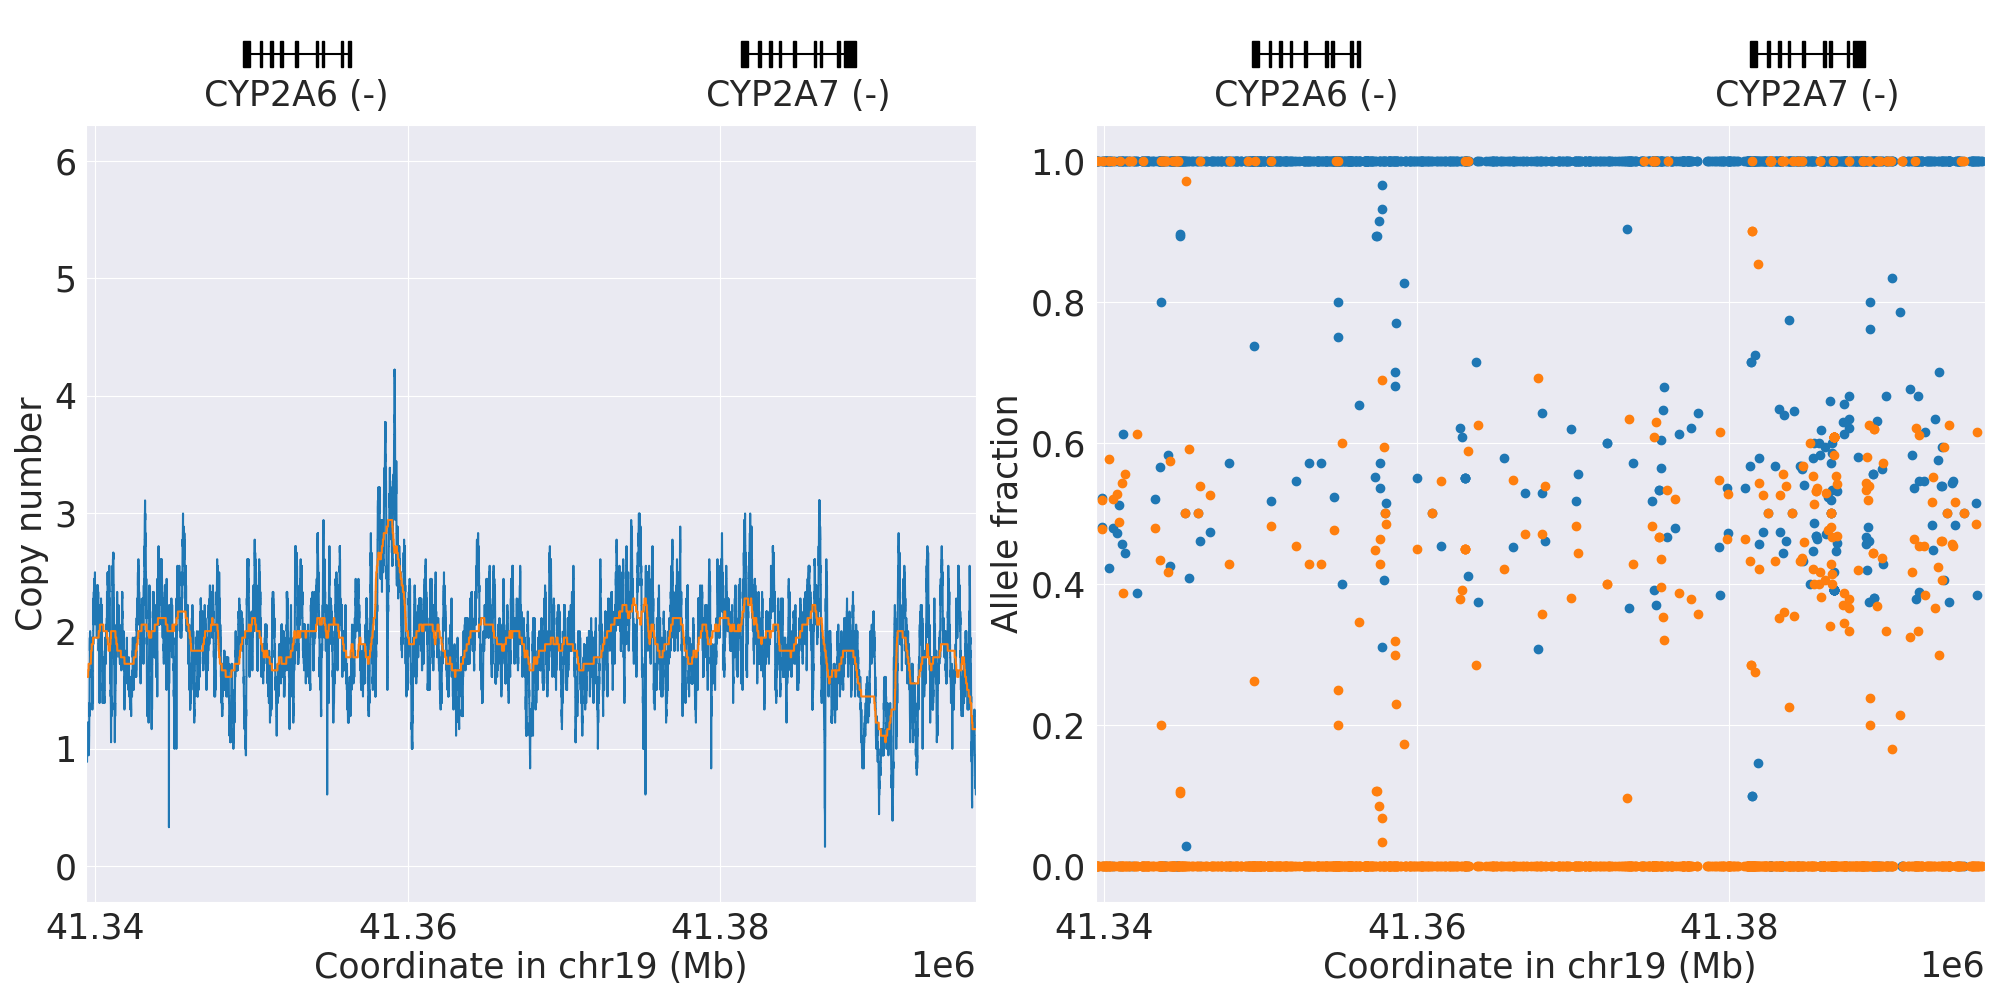 CYP2A6 (-)
CYP2A7 (-)
6
5
4
3
2
1
0
Copy number
41.34
41.36
41.38
Coordinate in chr19 (Mb)
1e6
CYP2A6 (-)
CYP2A7 (-)
1.0
0.8
0.6
0.4
0.2
0.0
Allele fraction
41.34
41.36
41.38
Coordinate in chr19 (Mb)
1e6